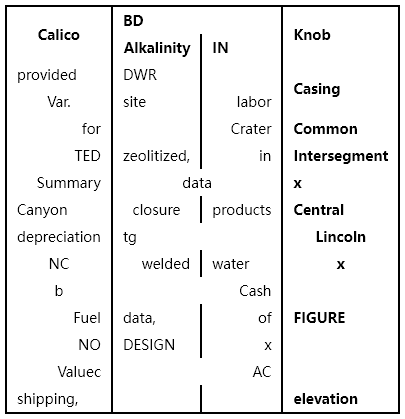 Calico BD Knob
Alkalinity IN
provided DWR Casing
Var. site labor
for Crater Common
TED zeolitized, in Intersegment
Summary data x
Canyon closure products Central
depreciation tg Lincoln
NC welded water x
b Cash
Fuel data, of FIGURE
NO DESIGN x
Valuec AC
shipping, elevation